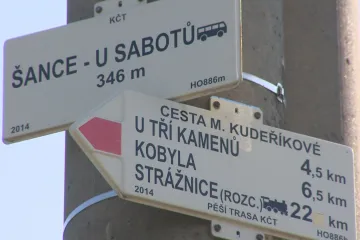 KČT
ŠANCE - U SABOTŮ
346 m
2014
HO886m
CESTA M. KUDEŘÍKOVÉ
U TŘÍ KAMENŮ 4,5 km
KOBYLA 6,5 km
STRÁŽNICE (ROZC.) 22 km
2014 PĚŠÍ TRASA KČT HO886b